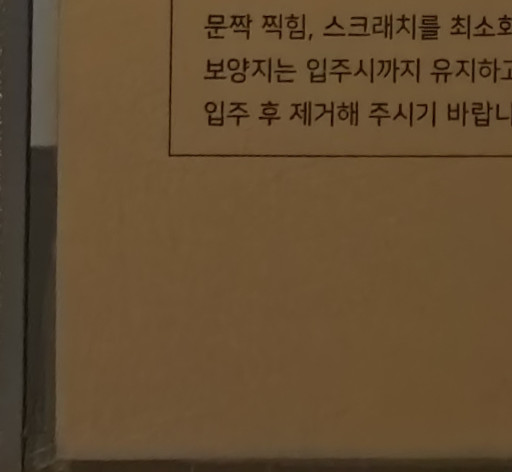 문짝 찍힘, 스크래치를 최소
보양지는 입주시까지 유지하고
입주 후 제거해 주시기 바랍니